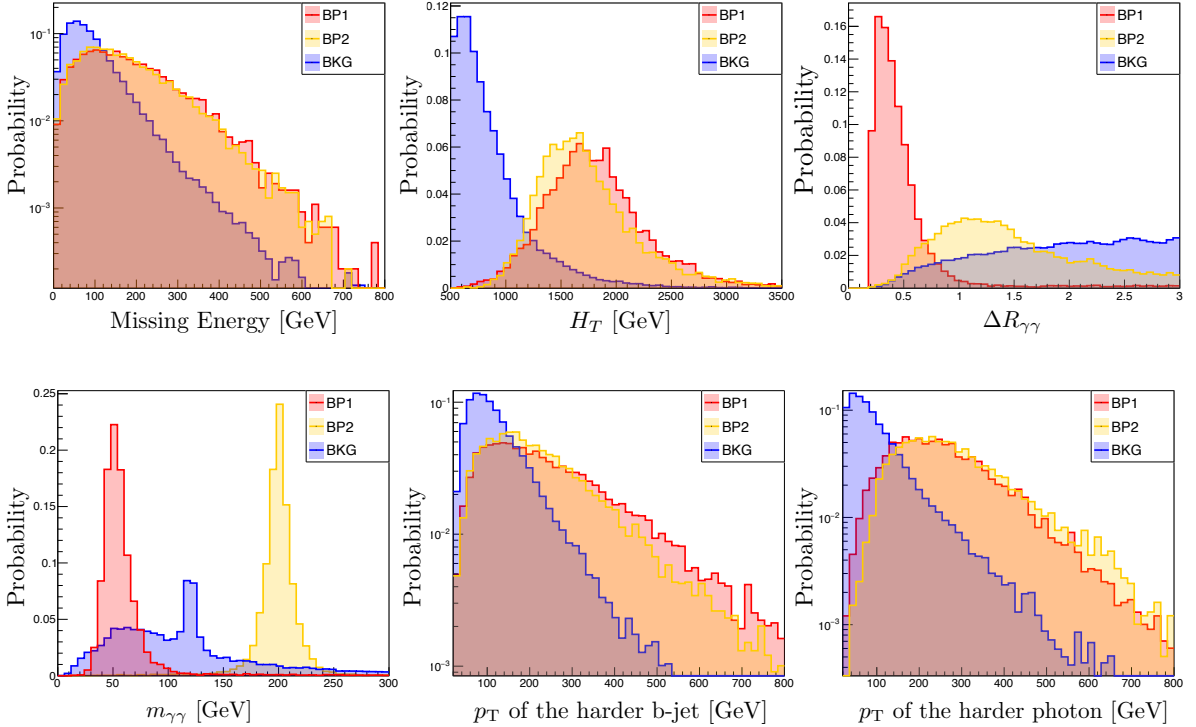 BP1
BP2
BKG
Probability
10⁻¹
10⁻²
10⁻³
0 100 200 300 400 500 600 700 800
Missing Energy [GeV]
BP1
BP2
BKG
Probability
0.12
0.1
0.08
0.06
0.04
0.02
0
500 1000 1500 2000 2500 3000 3500
H_T [GeV]
BP1
BP2
BKG
Probability
0.16
0.14
0.12
0.1
0.08
0.06
0.04
0.02
0
0 0.5 1 1.5 2 2.5 3
ΔR_γγ
BP1
BP2
BKG
Probability
0.25
0.2
0.15
0.1
0.05
0
0 50 100 150 200 250 300
m_γγ [GeV]
BP1
BP2
BKG
Probability
10⁻¹
10⁻²
10⁻³
100 200 300 400 500 600 700 800
p_T of the harder b-jet [GeV]
BP1
BP2
BKG
Probability
10⁻¹
10⁻²
10⁻³
100 200 300 400 500 600 700 800
p_T of the harder photon [GeV]